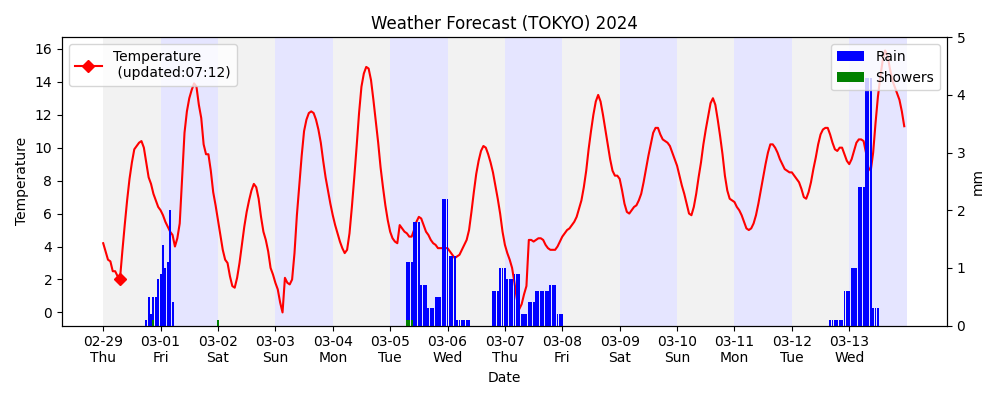 Weather Forecast (TOKYO) 2024
Temperature
(updated:07:12)
Rain
Showers
16
14
12
10
8
6
4
2
0
Temperature
5
4
3
2
1
0
mm
02-29 03-01 03-02 03-03 03-04 03-05 03-06 03-07 03-08 03-09 03-10 03-11 03-12 03-13
Thu Fri Sat Sun Mon Tue Wed Thu Fri Sat Sun Mon Tue Wed
Date